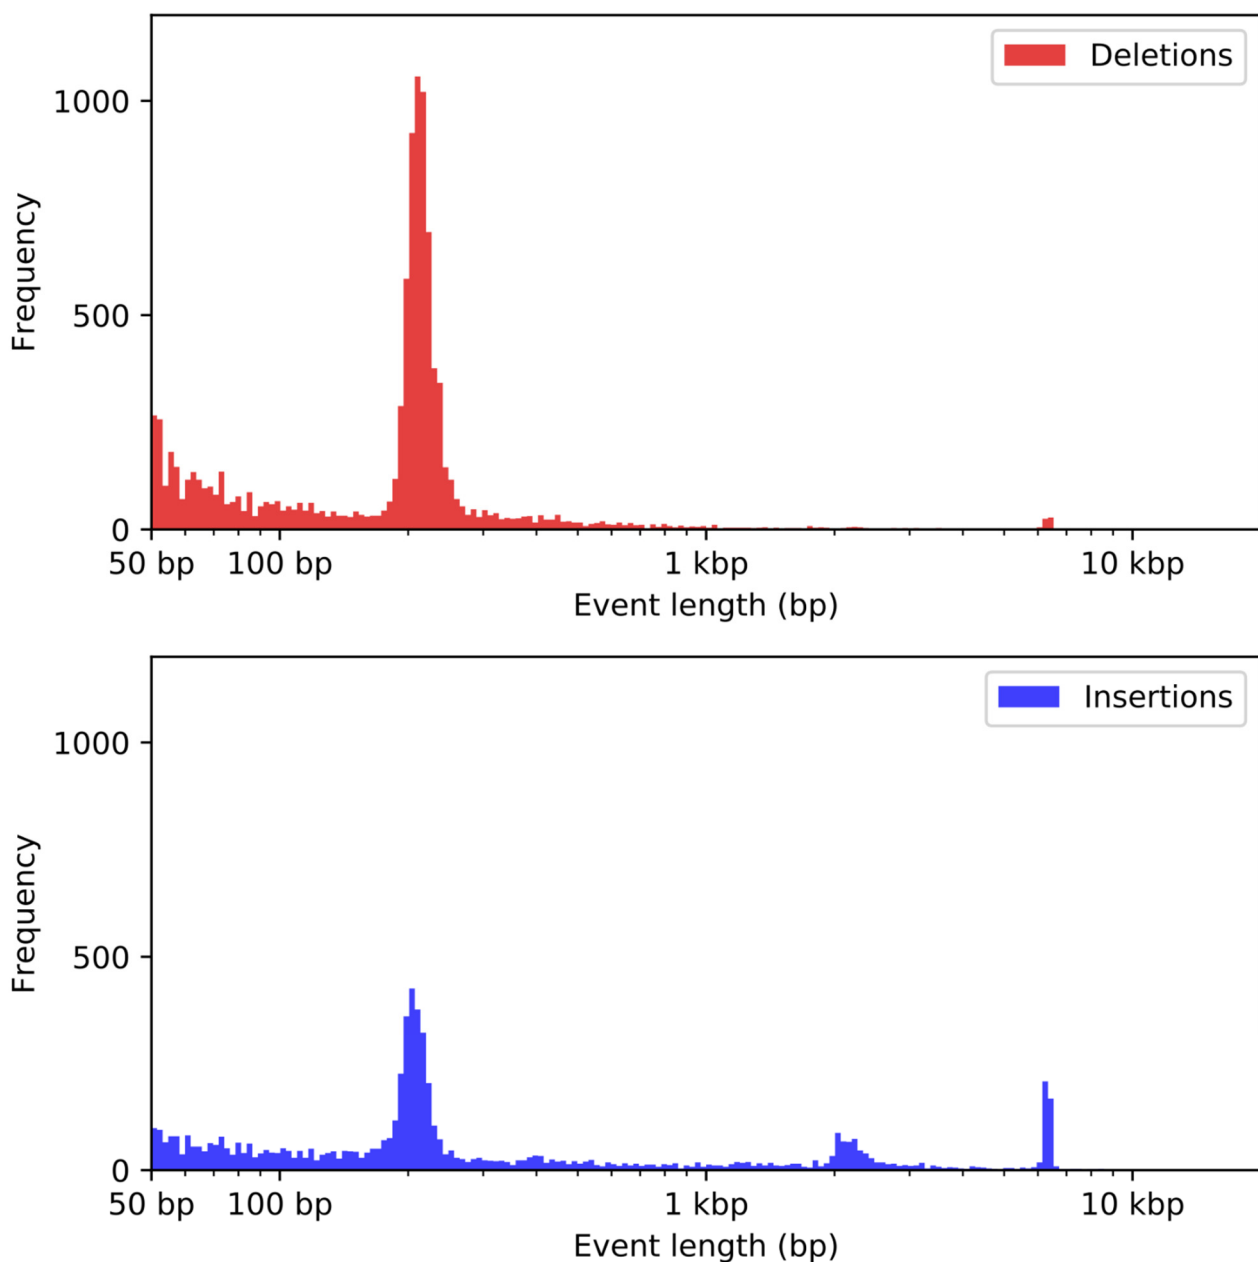 Deletions
1000
500
0
Frequency
50 bp 100 bp 1 kbp 10 kbp
Event length (bp)
Insertions
1000
500
0
Frequency
50 bp 100 bp 1 kbp 10 kbp
Event length (bp)